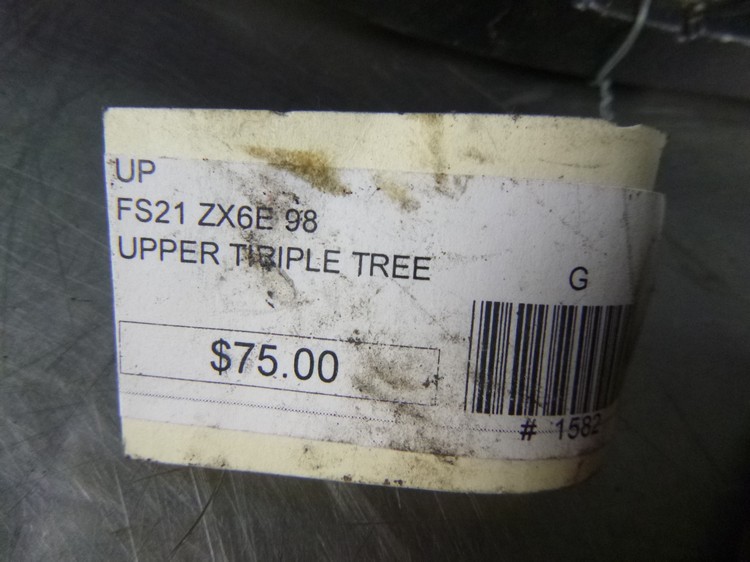 UP
FS21 ZX6E 98
UPPER TIRIPLE TREE
G
$75.00
# 1582